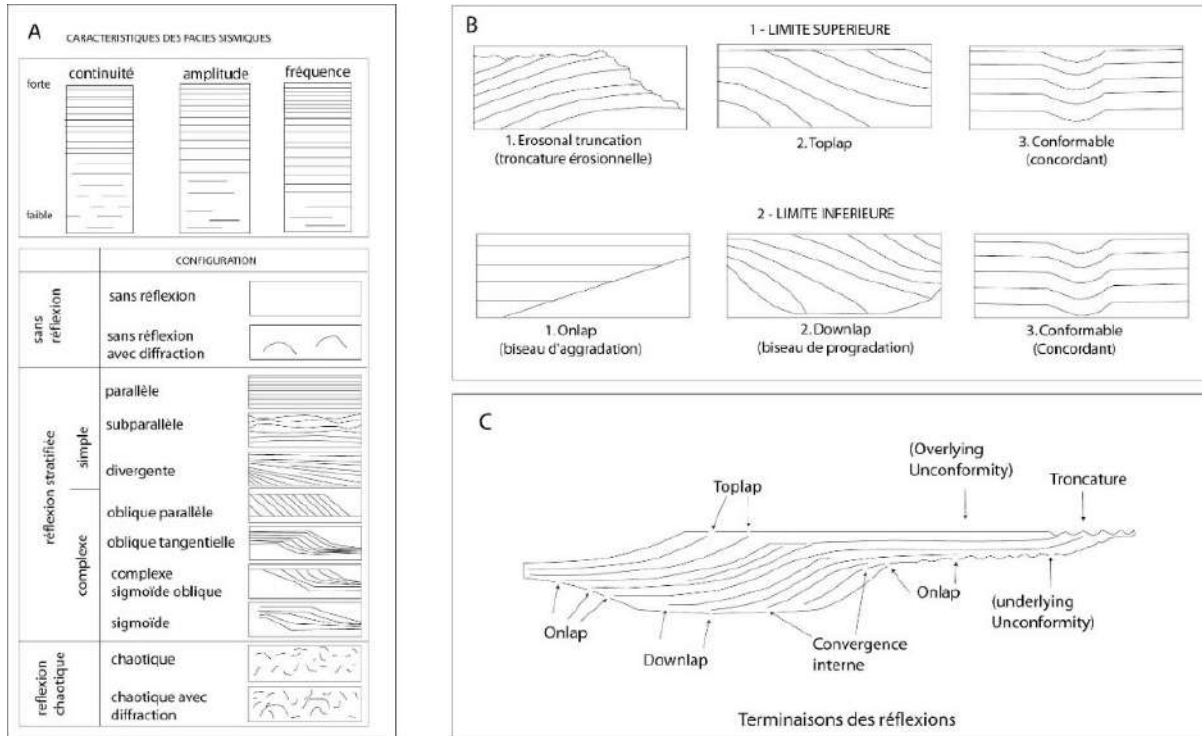 A
CARACTERISTIQUES DES FACIES SISMIQUES
continuité amplitude fréquence
forte
faible
CONFIGURATION
sans réflexion
sans réflexion
sans réflexion
avec diffraction
réflexion stratifiée
simple
parallèle
subparallèle
divergente
complexe
oblique parallèle
oblique tangentielle
complexe
sigmoïde oblique
sigmoïde
reflexion
chaotique
chaotique
chaotique avec
diffraction
B
1 - LIMITE SUPERIEURE
1. Erosonal truncation
(troncature érosionnelle)
2. Toplap
3. Conformable
(concordant)
2 - LIMITE INFERIEURE
1. Onlap
(biseau d'aggradation)
2. Downlap
(biseau de progradation)
3. Conformable
(Concordant)
C
(Overlying
Unconformity)
Troncature
Toplap
Onlap
Downlap
Convergence
interne
Onlap
(underlying
Unconformity)
Terminaisons des réflexions